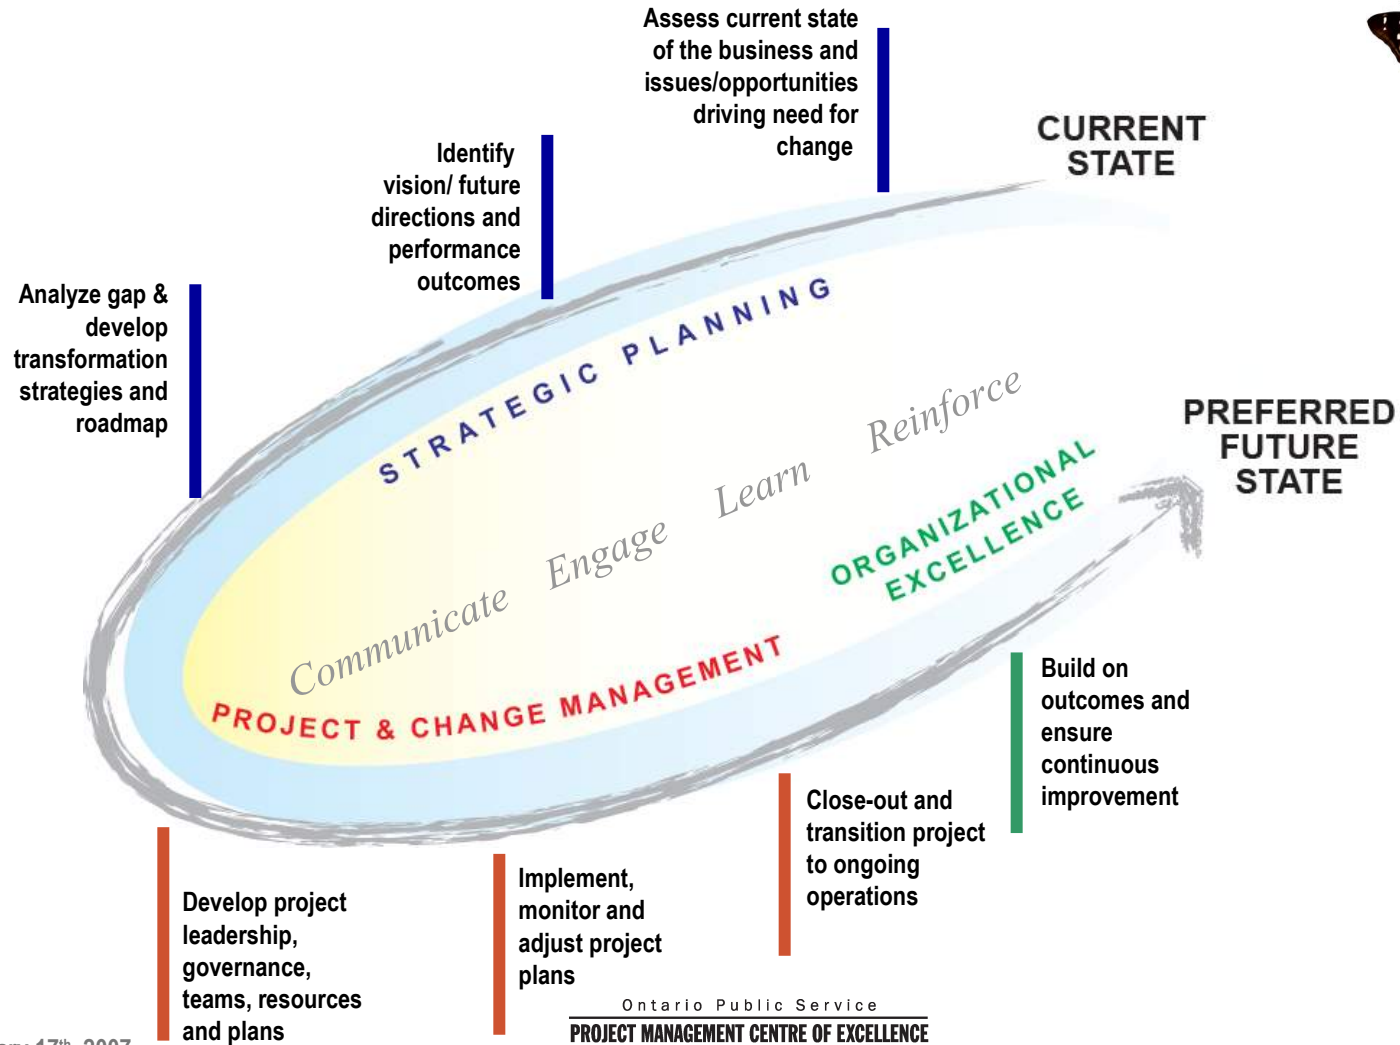 Assess current state
of the business and
issues/opportunities
driving need for
change
CURRENT
STATE
Identify
vision/ future
directions and
performance
outcomes
Analyze gap &
develop
transformation
strategies and
roadmap
STRATEGIC PLANNING
Communicate Engage Learn Reinforce
PREFERRED
FUTURE
STATE
ORGANIZATIONAL
EXCELLENCE
PROJECT & CHANGE MANAGEMENT
Build on
outcomes and
ensure
continuous
improvement
Close-out and
transition project
to ongoing
operations
Implement,
monitor and
adjust project
plans
Develop project
leadership,
governance,
teams, resources
and plans
Ontario Public Service
PROJECT MANAGEMENT CENTRE OF EXCELLENCE
17th, 2007